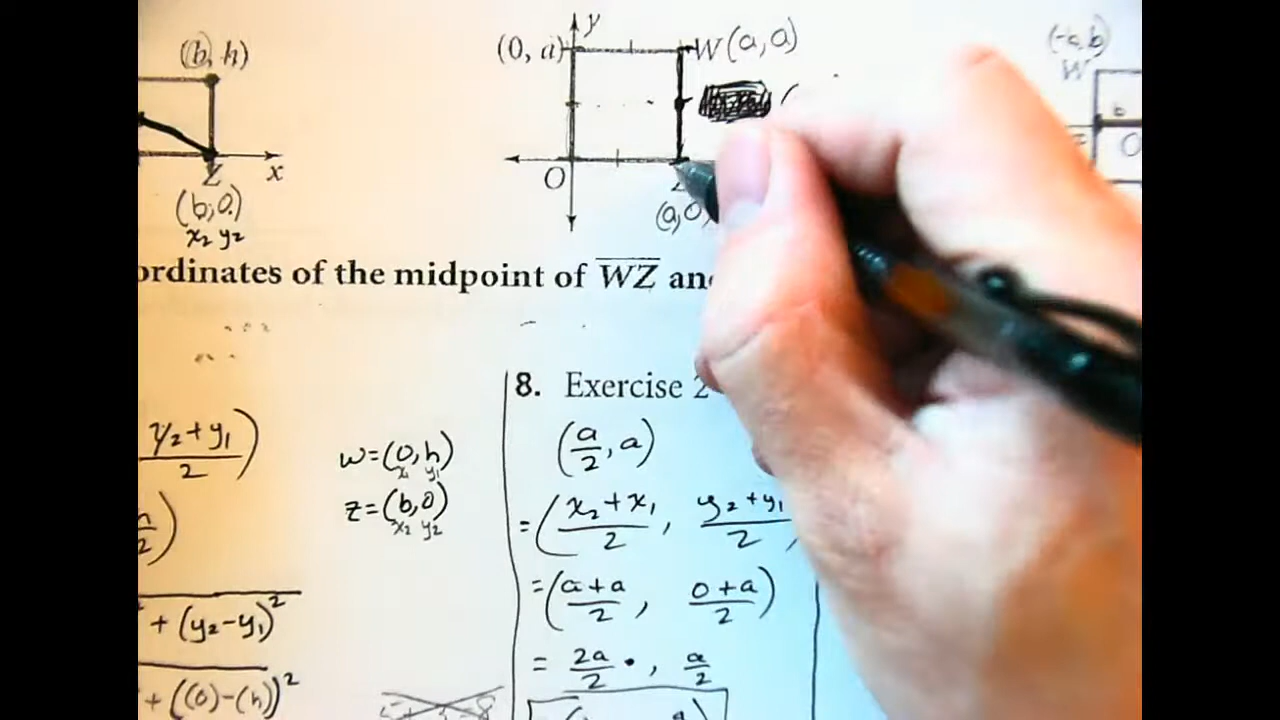 (b, h)
Z
x
(b, 0)
x₂ y₂
y
(0, a)
W (a, a)
O
(a, 0)
(-a, b)
W
b
O
ordinates of the midpoint of WZ and
y₂ + y₁
2
w = (0, h)
x₁ y₁
z = (b, 0)
x₂ y₂
2
+ (y₂ - y₁)²
+ ((0) - (h))²
8. Exercise 2
(a/2, a)
= (x₂ + x₁ / 2, y₂ + y₁ / 2
= (a + a / 2, 0 + a / 2)
= 2a/2 , a/2